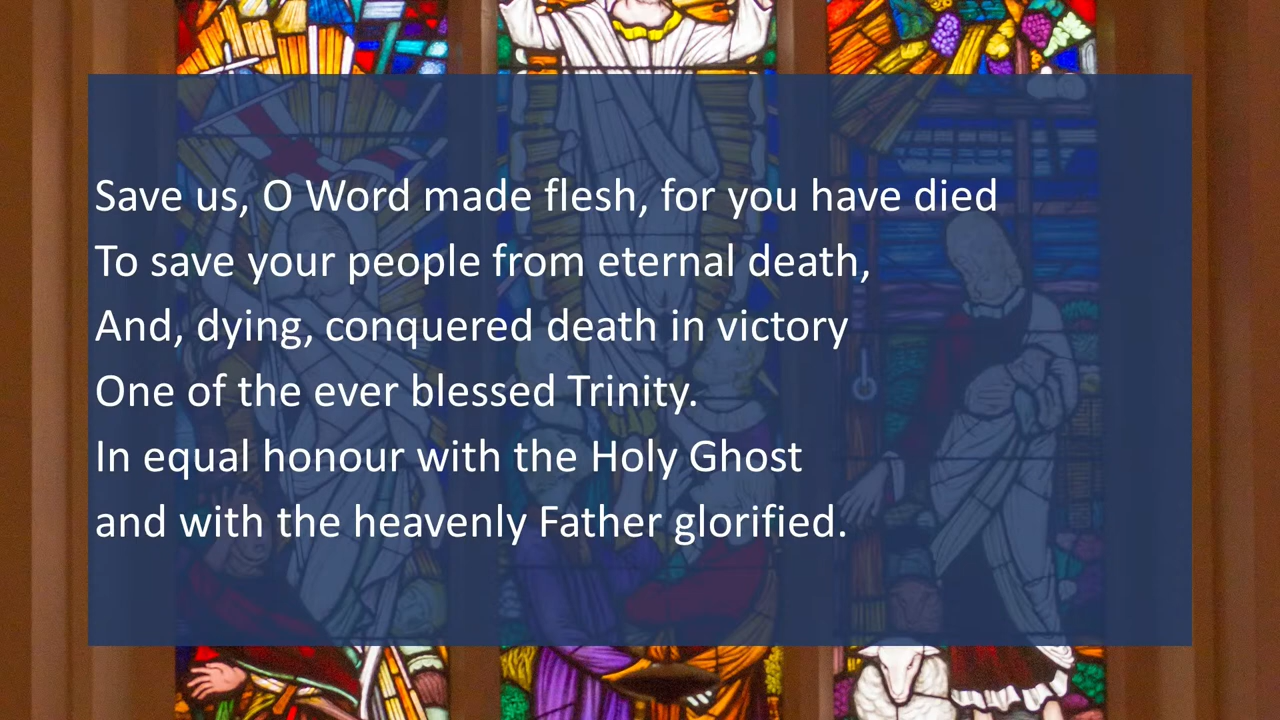 Save us, O Word made flesh, for you have died
To save your people from eternal death,
And, dying, conquered death in victory
One of the ever blessed Trinity.
In equal honour with the Holy Ghost
and with the heavenly Father glorified.